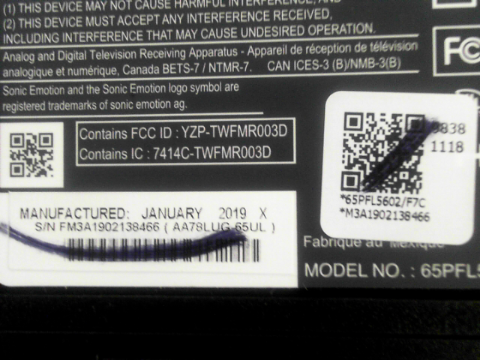 (1) THIS DEVICE MAY NOT CAUSE HARMFUL INTERFERENCE, AND
(2) THIS DEVICE MUST ACCEPT ANY INTERFERENCE RECEIVED,
INCLUDING INTERFERENCE THAT MAY CAUSE UNDESIRED OPERATION.
Analog and Digital Television Receiving Apparatus - Appareil de réception de télévision
analogique et numérique, Canada BETS-7 / NTMR-7. CAN ICES-3 (B)/NMB-3(B)
Sonic Emotion and the Sonic Emotion logo symbol are
registered trademarks of sonic emotion ag.
FC
Contains FCC ID : YZP-TWFMR003D
Contains IC : 7414C-TWFMR003D
9838
1118
*65PFL5602/F7C
*M3A1902138466
MANUFACTURED: JANUARY 2019 X
S/N FM3A1902138466 ( AA78LUG-65UL )
Fabriqué au Mexique
MODEL NO. : 65PFL5